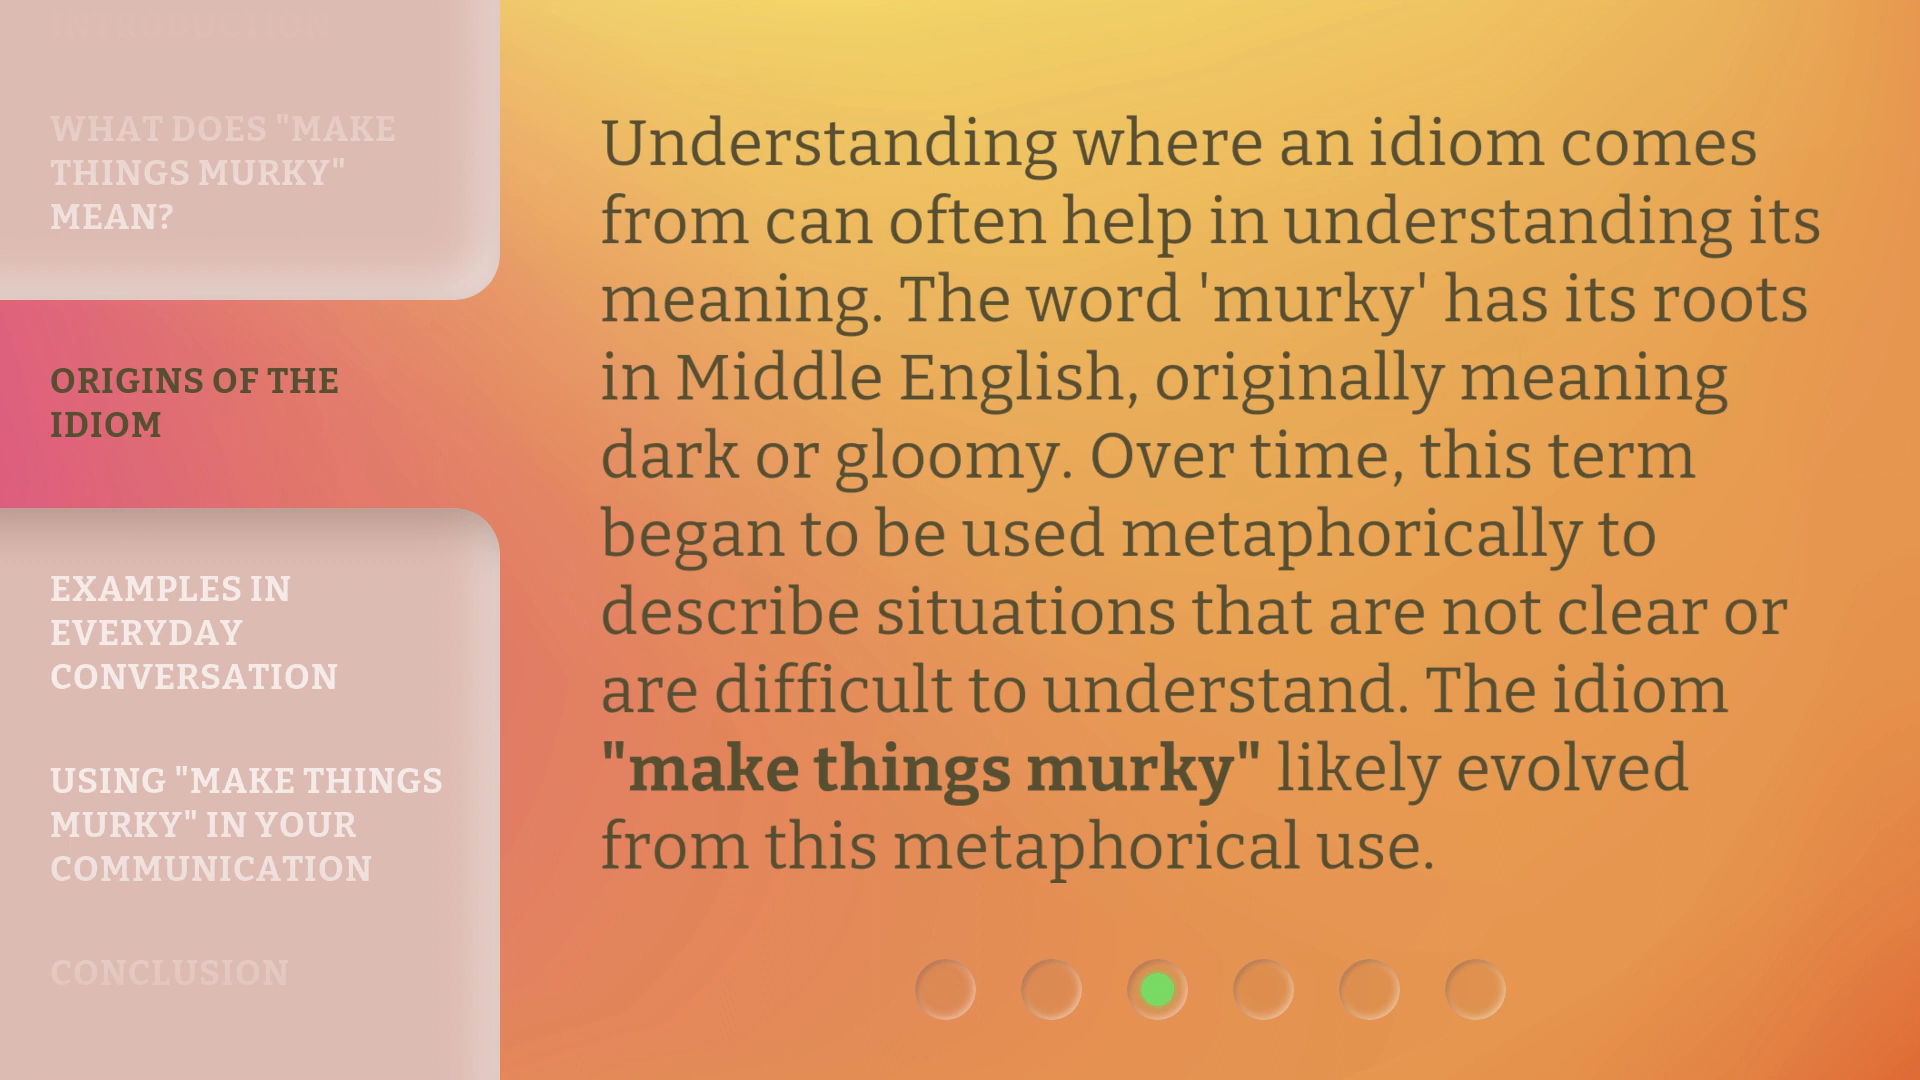 INTRODUCTION
WHAT DOES "MAKE
THINGS MURKY"
MEAN?
ORIGINS OF THE
IDIOM
EXAMPLES IN
EVERYDAY
CONVERSATION
USING "MAKE THINGS
MURKY" IN YOUR
COMMUNICATION
CONCLUSION
Understanding where an idiom comes
from can often help in understanding its
meaning. The word 'murky' has its roots
in Middle English, originally meaning
dark or gloomy. Over time, this term
began to be used metaphorically to
describe situations that are not clear or
are difficult to understand. The idiom
"make things murky" likely evolved
from this metaphorical use.